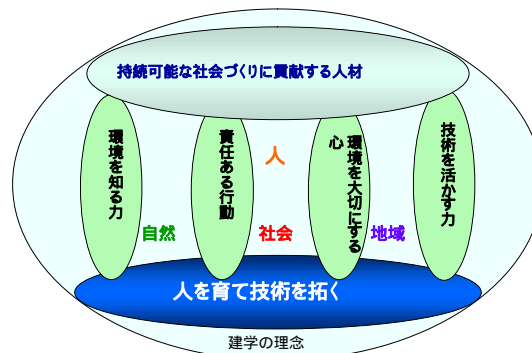 持続可能な社会づくりに貢献する人材
環境を知る力
責任ある行動
環境を大切にする
心
技術を活かす力
人
自然
社会
地域
人を育て技術を拓く
建学の理念